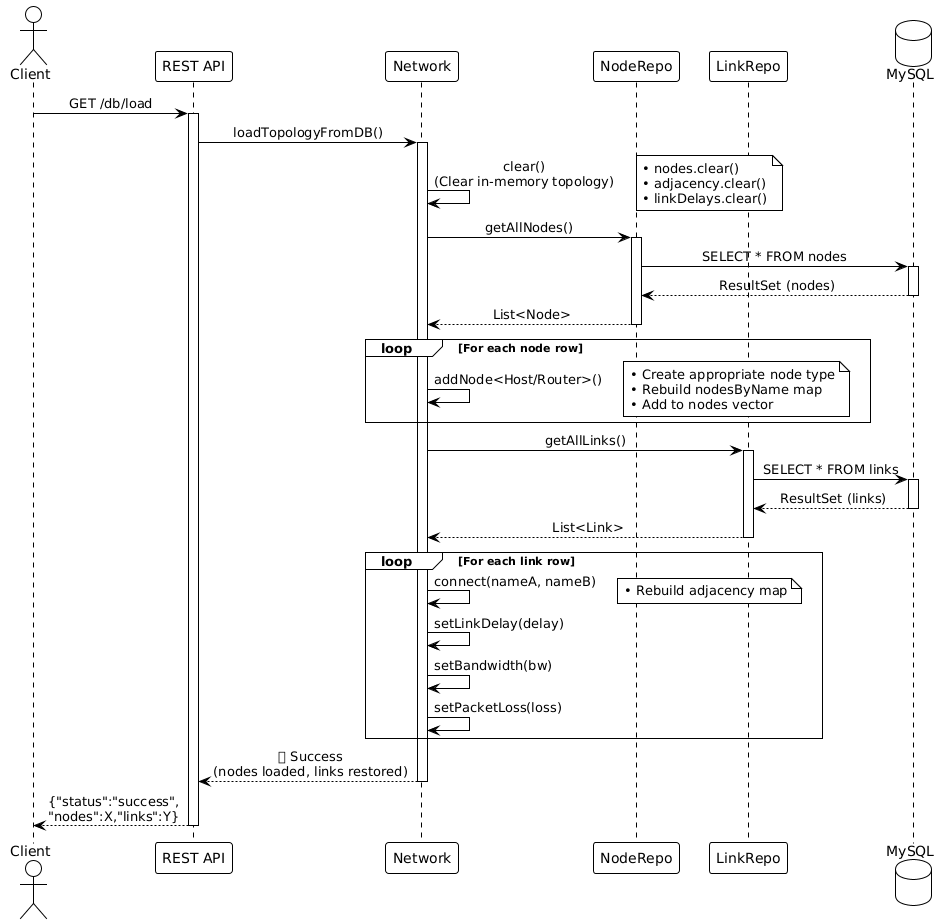 Client
REST API
Network
NodeRepo
LinkRepo
MySQL
GET /db/load
loadTopologyFromDB()
clear()
(Clear in-memory topology)
• nodes.clear()
• adjacency.clear()
• linkDelays.clear()
getAllNodes()
SELECT * FROM nodes
ResultSet (nodes)
List<Node>
loop
[For each node row]
addNode<Host/Router>()
• Create appropriate node type
• Rebuild nodesByName map
• Add to nodes vector
getAllLinks()
SELECT * FROM links
ResultSet (links)
List<Link>
loop
[For each link row]
connect(nameA, nameB)
• Rebuild adjacency map
setLinkDelay(delay)
setBandwidth(bw)
setPacketLoss(loss)
Success
(nodes loaded, links restored)
{"status":"success",
"nodes":X,"links":Y}
Client
REST API
Network
NodeRepo
LinkRepo
MySQL